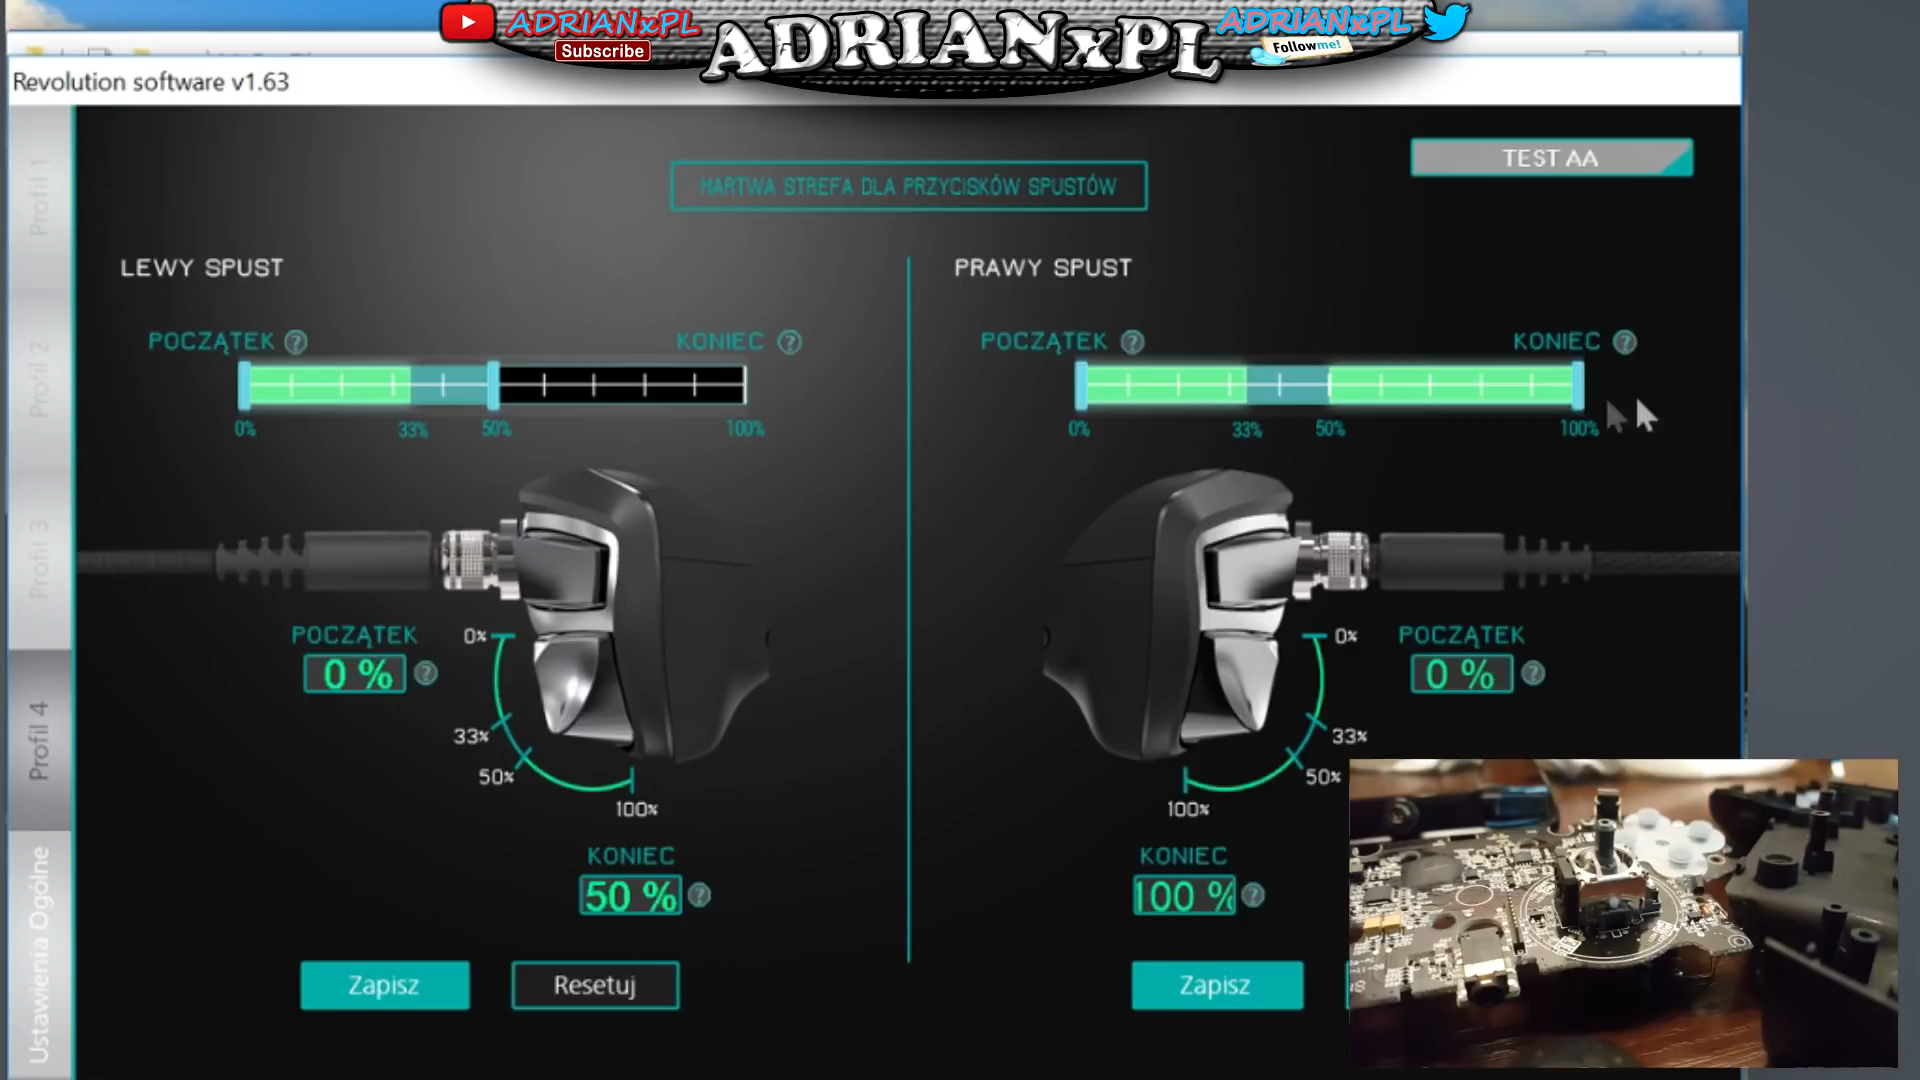 ADRIANxPL
Subscribe
ADRIANxPL
ADRIANxPL
Followme!
Revolution software v1.63
TEST AA
MARTWA STREFA DLA PRZYCISKÓW SPUSTÓW
Profil 1
Profil 2
Profil 3
Profil 4
Ustawienia Ogólne
LEWY SPUST
POCZĄTEK ?
KONIEC ?
0% 33% 50% 100%
POCZĄTEK
0 % ?
0%
33%
50%
100%
KONIEC
50 % ?
Zapisz
Resetuj
PRAWY SPUST
POCZĄTEK ?
KONIEC ?
0% 33% 50% 100%
0%
POCZĄTEK
0 % ?
33%
50%
100%
KONIEC
100 % ?
Zapisz